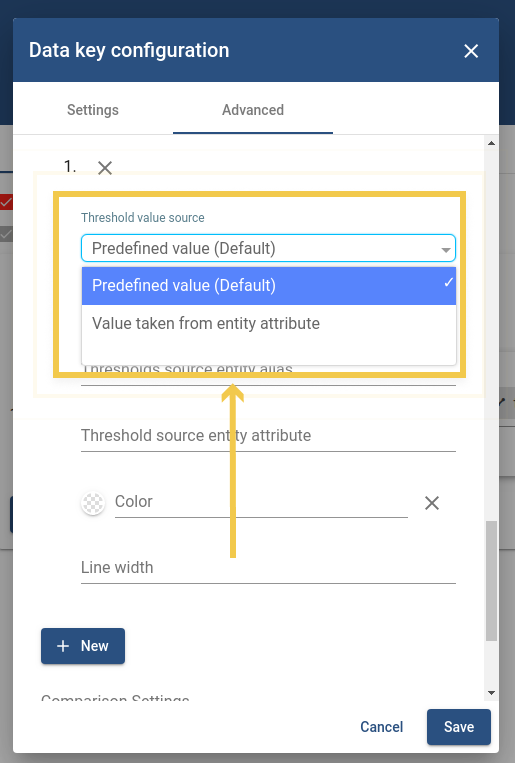 Data key configuration
Settings
Advanced
1.
Threshold value source
Predefined value (Default)
Predefined value (Default)
Value taken from entity attribute
Thresholds source entity alias
Threshold source entity attribute
Color
Line width
New
Comparison Settings
Cancel
Save